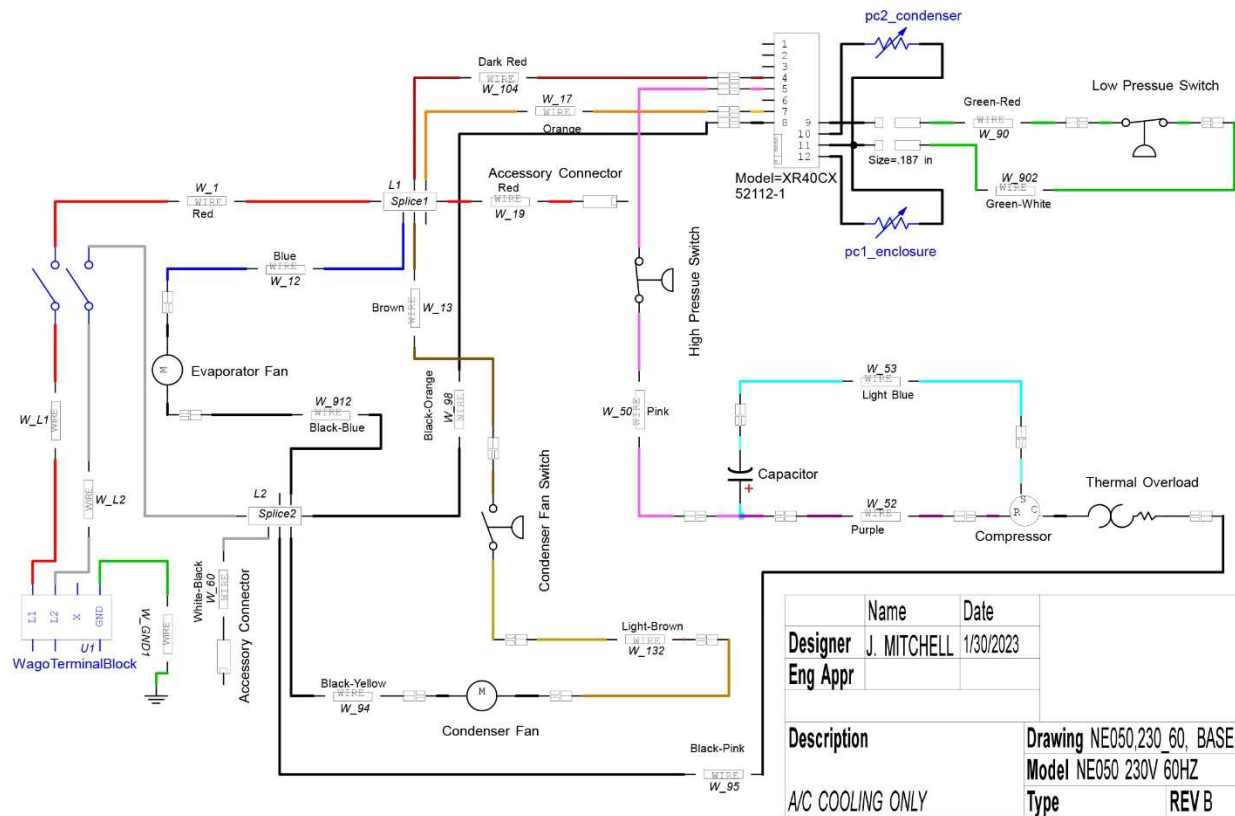 pc2_condenser
1
2
3
4
5
6
7
8
9
10
11
12
Dark Red
WIRE
W_104
W_17
WIRE
Orange
Green-Red
WIRE
W_90
Low Pressue Switch
Size=.187 in
Model=XR40CX
52112-1
W_902
WIRE
Green-White
pc1_enclosure
W_1
WIRE
Red
L1
Splice1
Accessory Connector
Red
WIRE
W_19
Blue
WIRE
W_12
Brown
WIRE
W_13
High Pressue Switch
M
Evaporator Fan
W_L1
WIRE
W_912
WIRE
Black-Blue
Black-Orange
WIRE
W_98
W_50
WIRE
Pink
W_53
WIRE
Light Blue
Capacitor
+
W_52
WIRE
Purple
S
R
C
Compressor
Thermal Overload
WIRE
W_L2
L2
Splice2
Condenser Fan Switch
White-Black
W_60
WIRE
Accessory Connector
L1
L2
X
GND
U1
WagoTerminalBlock
W_GND1
WIRE
Light-Brown
WIRE
W_132
Black-Yellow
WIRE
W_94
M
Condenser Fan
Black-Pink
WIRE
W_95
Name Date
Designer J. MITCHELL 1/30/2023
Eng Appr
Description Drawing NE050,230_60, BASE
Model NE050 230V 60HZ
A/C COOLING ONLY Type REV B